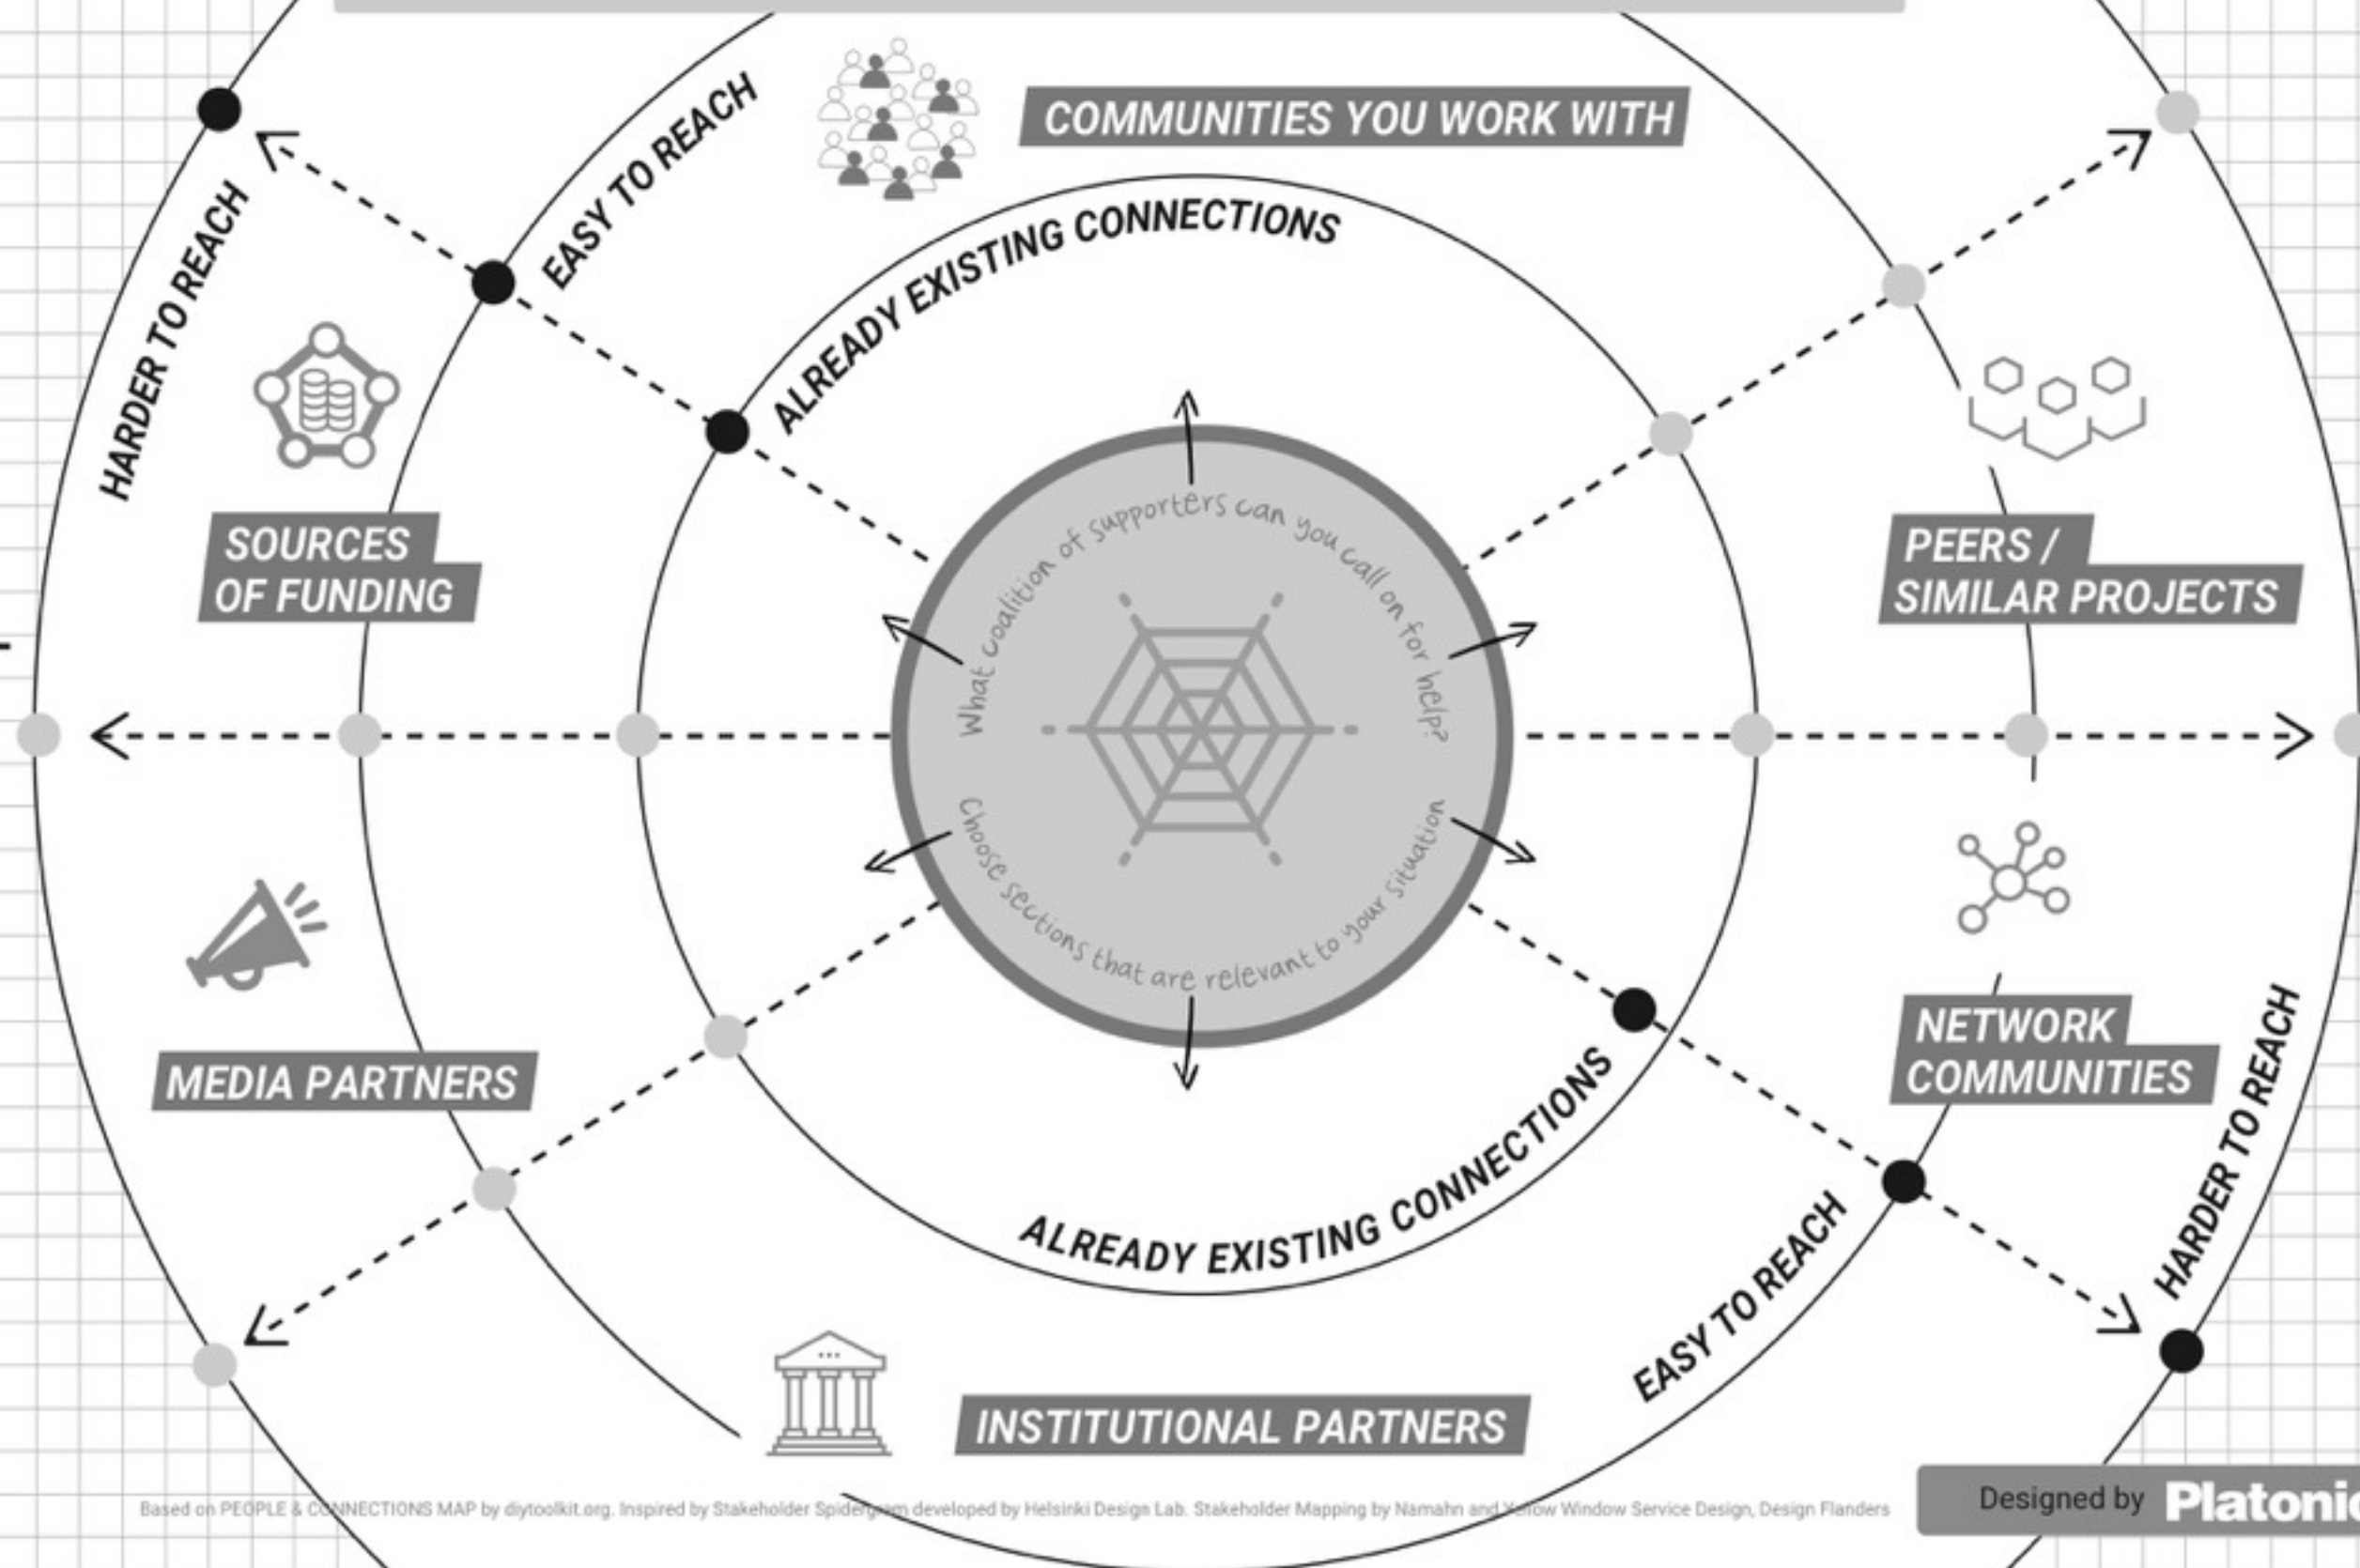 COMMUNITIES YOU WORK WITH
EASY TO REACH
HARDER TO REACH
ALREADY EXISTING CONNECTIONS
SOURCES
OF FUNDING
PEERS /
SIMILAR PROJECTS
What coalition of supporters can you call on for help?
Choose sections that are relevant to your situation
MEDIA PARTNERS
NETWORK
COMMUNITIES
HARDER TO REACH
ALREADY EXISTING CONNECTIONS
EASY TO REACH
INSTITUTIONAL PARTNERS
Based on PEOPLE & CONNECTIONS MAP by diytoolkit.org. Inspired by Stakeholder Spidergram developed by Helsinki Design Lab. Stakeholder Mapping by Namahn and Yellow Window Service Design, Design Flanders
Designed by Platonic